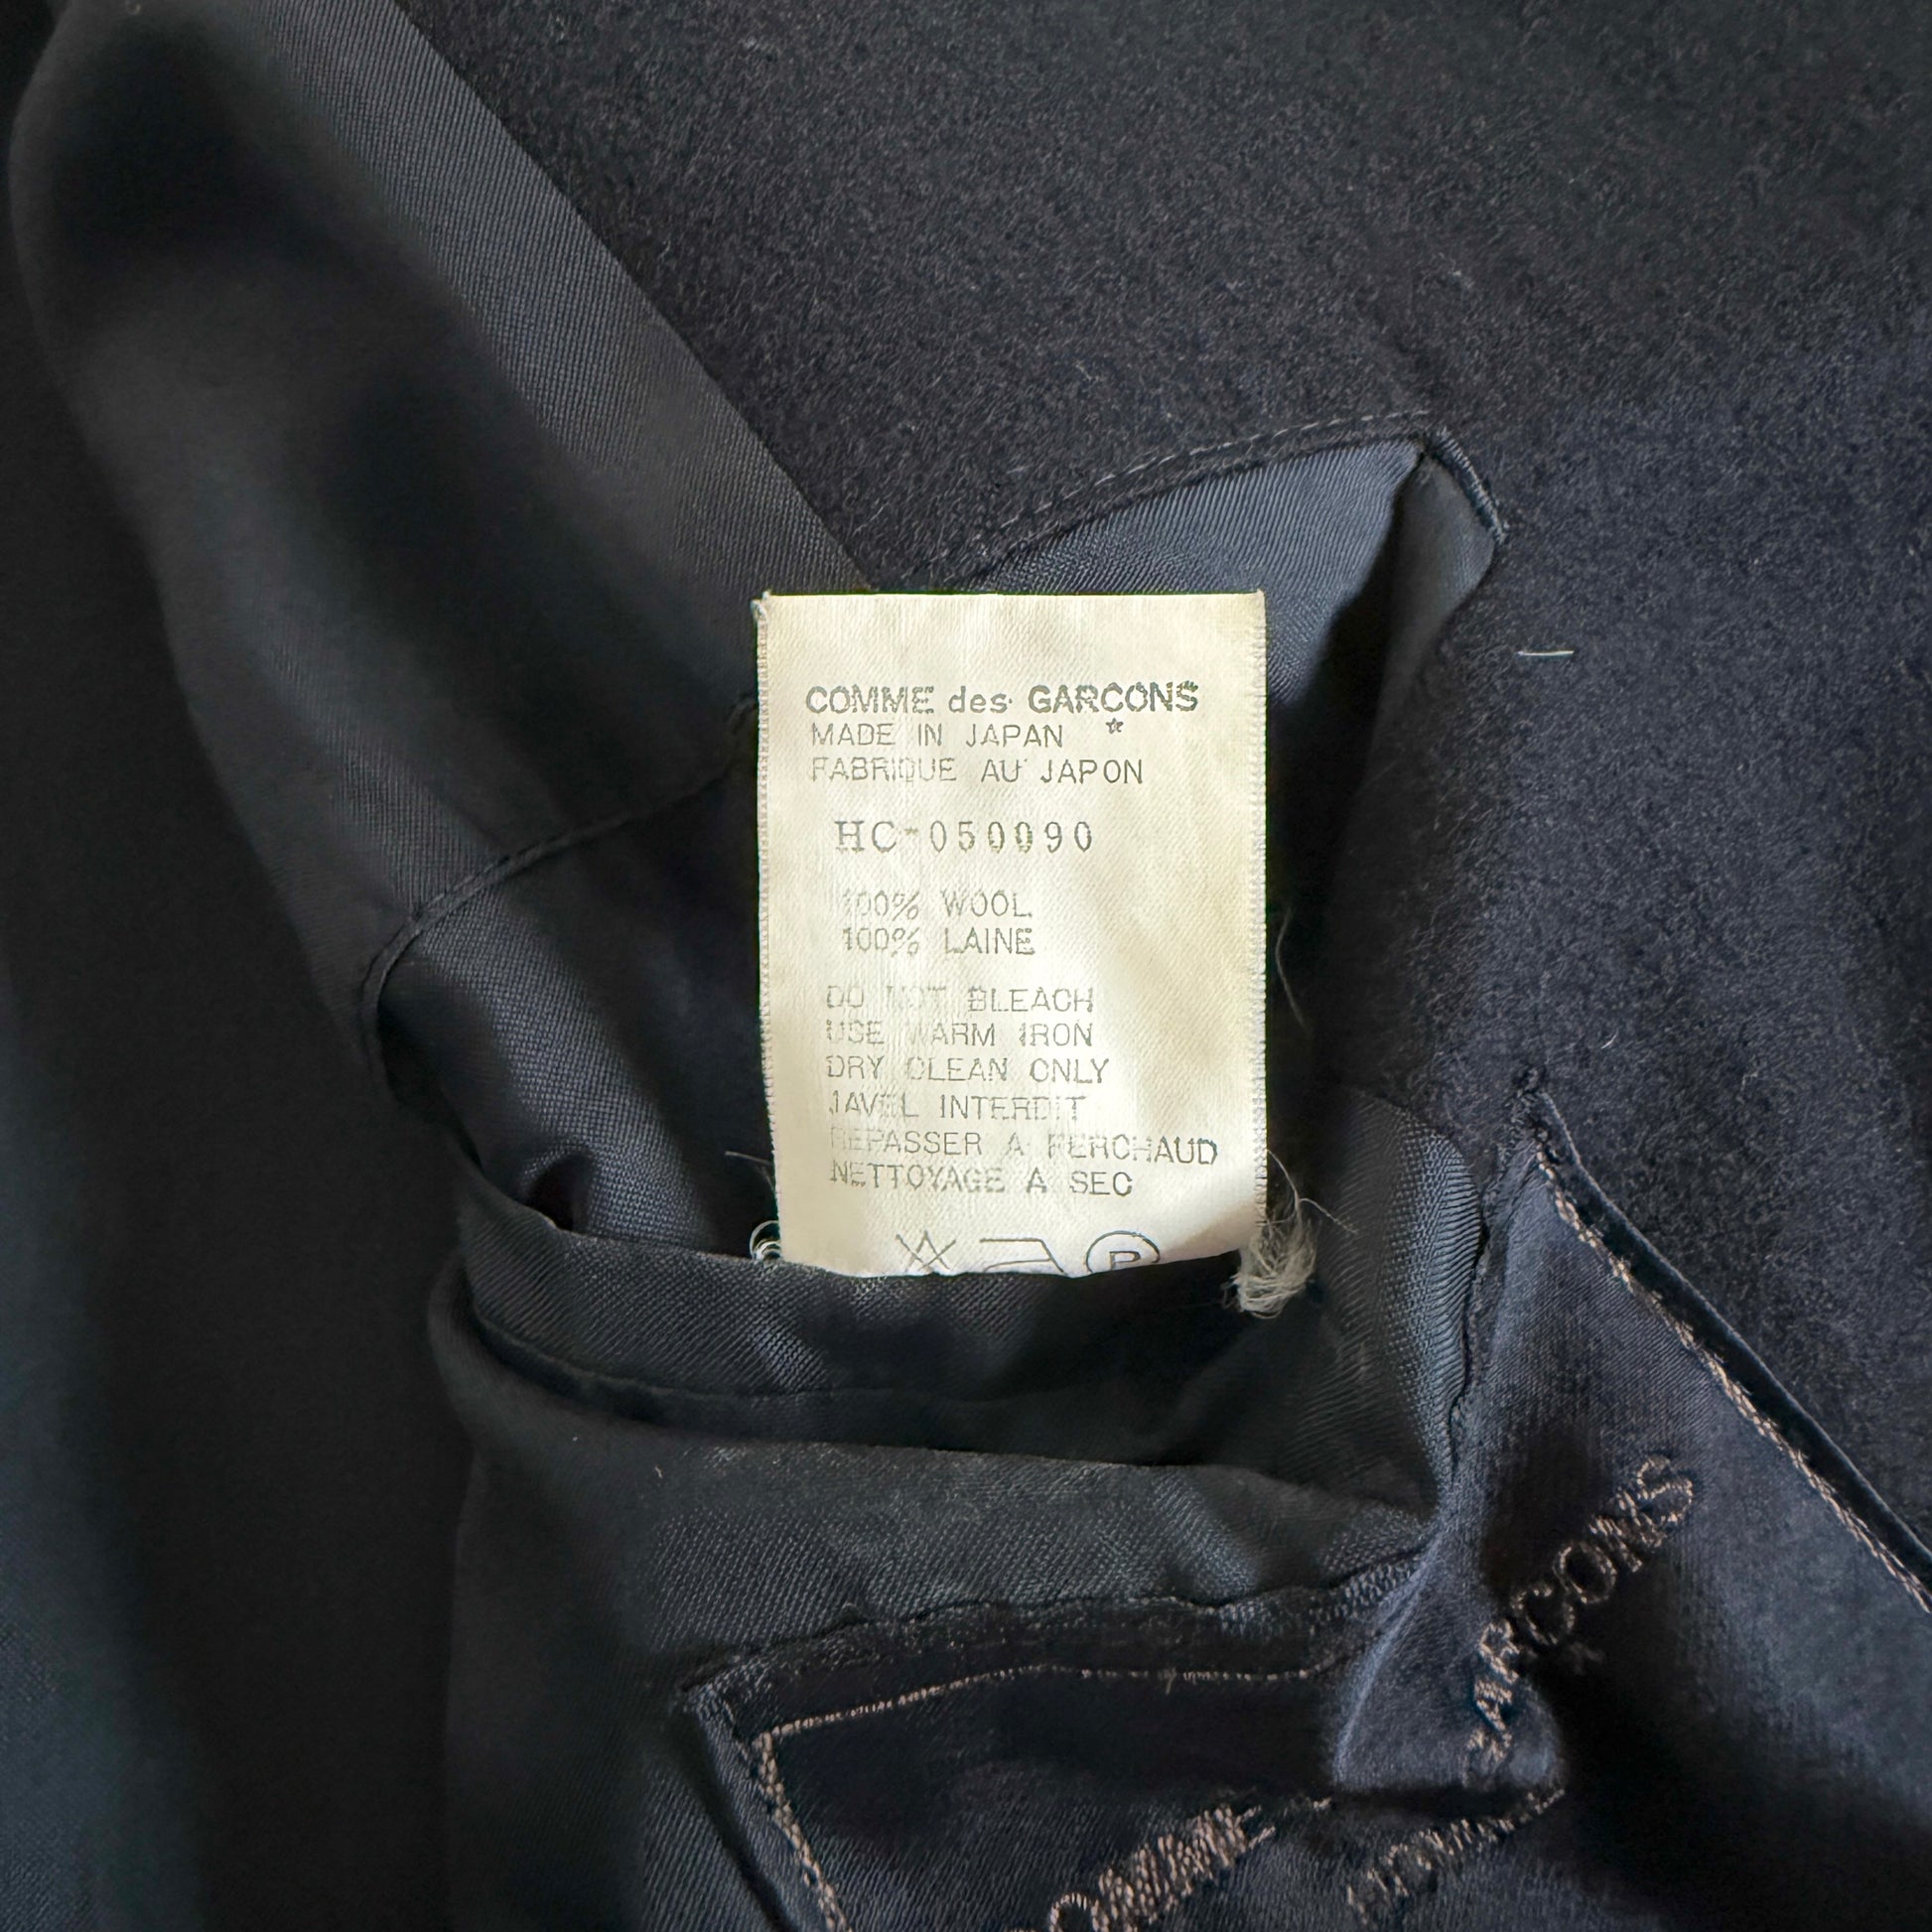 COMME des GARCONS
MADE IN JAPAN *
FABRIQUE AU JAPON
HC-050090
100% WOOL
100% LAINE
DO NOT BLEACH
USE WARM IRON
DRY CLEAN ONLY
JAVEL INTERDIT
REPASSER A FERCHAUD
NETTOYAGE A SEC
P
GARCONS